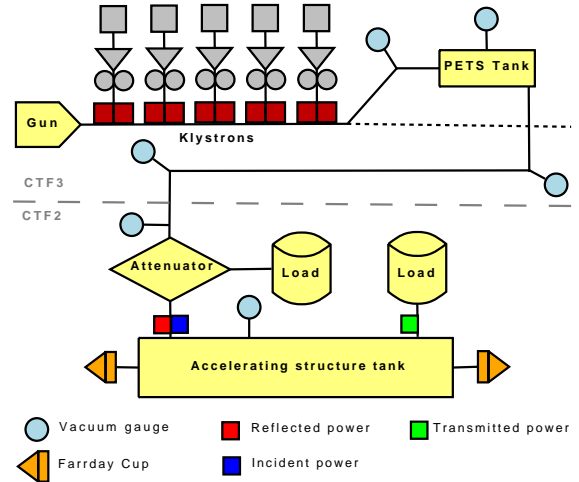 PETS Tank
Gun
Klystrons
CTF3
CTF2
Attenuator
Load
Load
Accelerating structure tank
Vacuum gauge
Reflected power
Transmitted power
Farrday Cup
Incident power